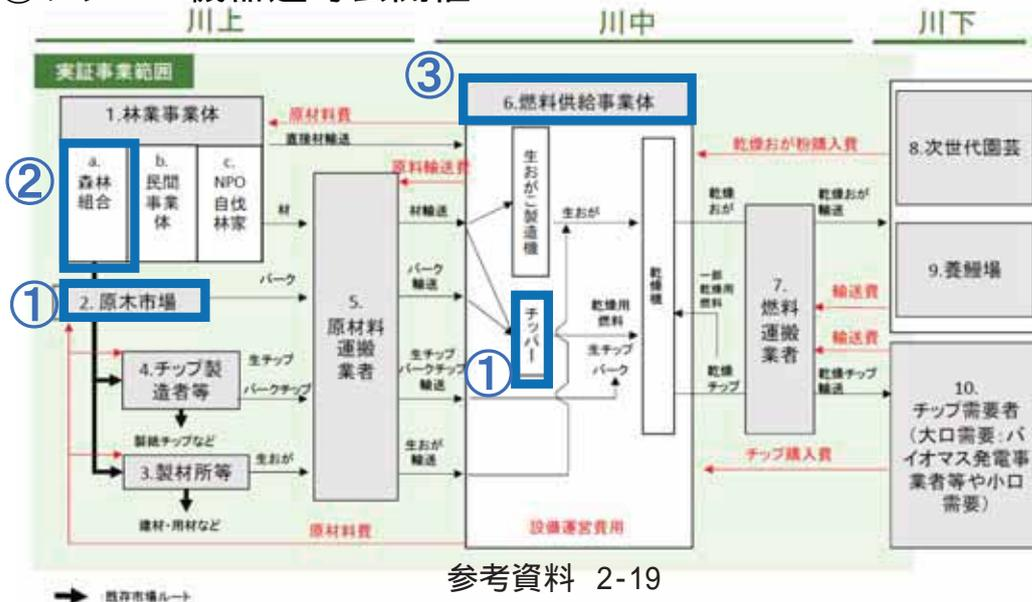 川上
川中
川下
実証事業範囲
1.林業事業体
a.
森林
組合
b.
民間
事業
体
c.
NPO
自伐
林家
②
①
2.原木市場
4.チップ製
造者等
製紙チップなど
3.製材所等
建材・用材など
原材料費
直接材輸送
原料輸送費
材
バーク
生チップ
バークチップ
生おが
5.
原材料
運搬
業者
材輸送
バーク
輸送
生チップ
バークチップ
輸送
生おが
輸送
原材料費
③
6.燃料供給事業体
生おがこ製造機
チッパー
①
生おが
乾燥用
燃料
生チップ
バーク
乾燥機
設備運営費用
乾燥おが粉購入費
乾燥
おが
一部
乾燥用
燃料
乾燥
チップ
7.
燃料
運搬
業者
乾燥おが
輸送
輸送費
輸送費
乾燥チップ
輸送
チップ購入費
8.次世代園芸
9.養鰻場
10.
チップ需要者
(大口需要:バ
イオマス発電事
業者等や小口
需要)
参考資料 2-19
既存市場ルート